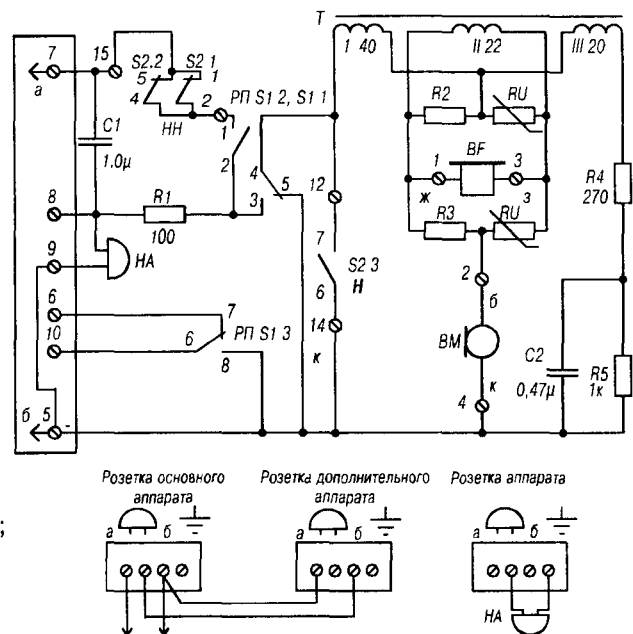 Т
7
15
S2.2
S2 1
I 40
II 22
III 20
а
5
1
4
2
РП S1 2, S1 1
НН
1
R2
RU
C1
1.0µ
BF
1
3
2
4
R4
270
12
ж
з
8
R1
3
5
100
R3
RU
7
9
НА
S2 3
2
6
Н
б
6
7
14
BM
10
6
РП S1 3
к
C2
8
0,47µ
R5
1к
к
б
5
-
4
Розетка основного
аппарата
Розетка дополнительного
аппарата
Розетка аппарата
а
б
а
б
а
б
;
НА